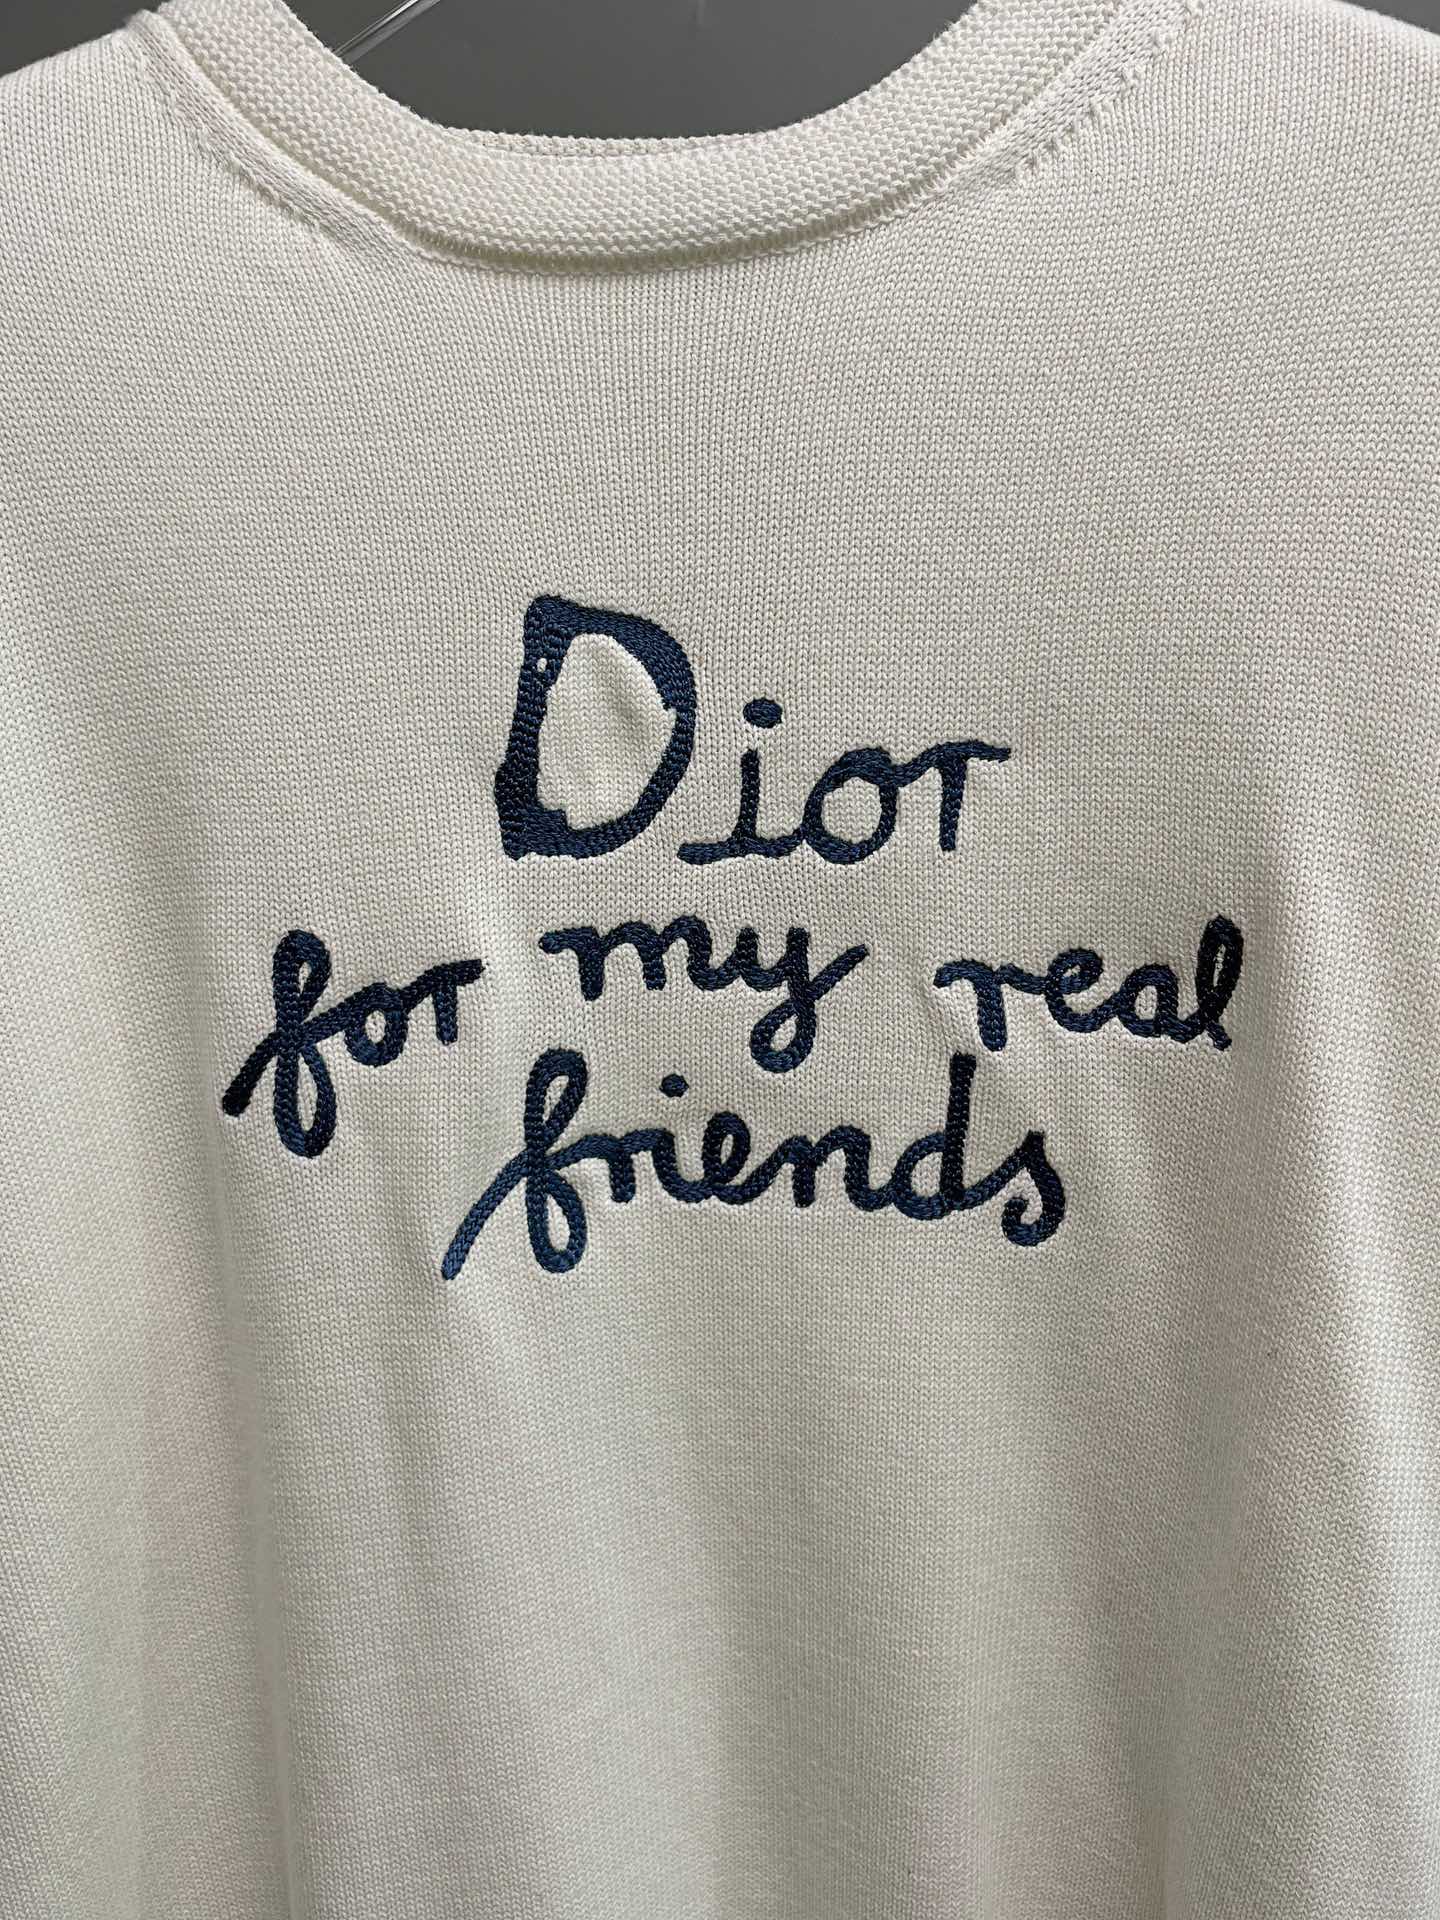 Dior
for my real
friends